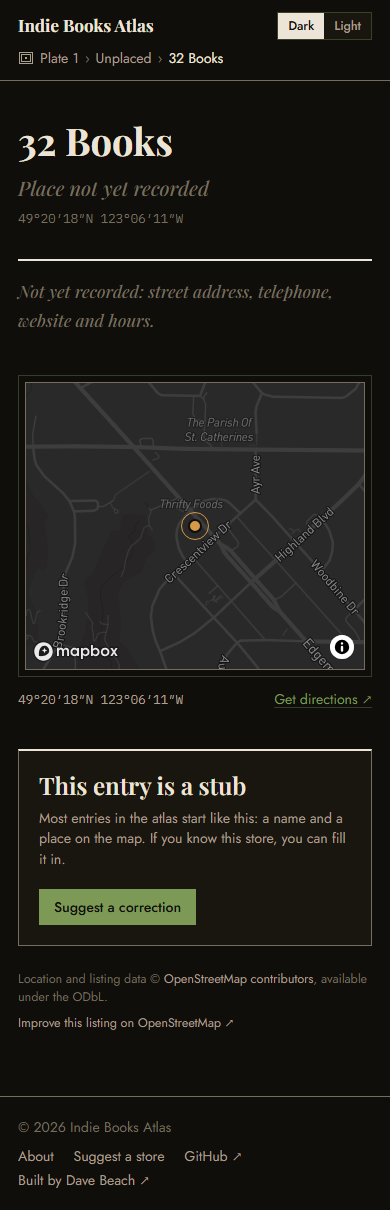 Indie Books Atlas
Dark Light
Plate 1 › Unplaced › 32 Books
32 Books
Place not yet recorded
49°20′18″N 123°06′11″W
Not yet recorded: street address, telephone,
website and hours.
The Parish Of
St. Catherines
Ayr Ave
Thrifty Foods
Crescentview Dr
Highland Blvd
Woodbine Dr
Brookridge Dr
mapbox
49°20′18″N 123°06′11″W
Get directions ↗
This entry is a stub
Most entries in the atlas start like this: a name and a
place on the map. If you know this store, you can fill
it in.
Suggest a correction
Location and listing data © OpenStreetMap contributors, available
under the ODbL.
Improve this listing on OpenStreetMap ↗
© 2026 Indie Books Atlas
About Suggest a store GitHub ↗
Built by Dave Beach ↗